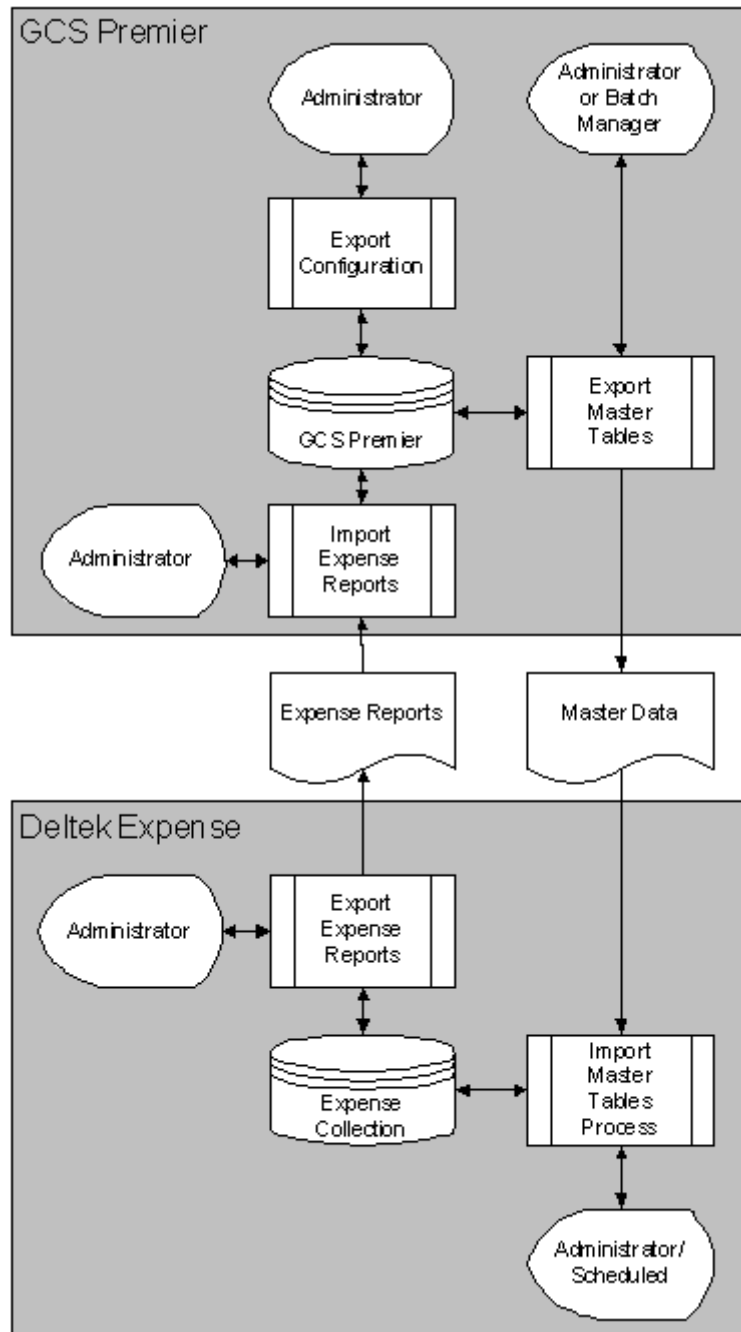 GCS Premier
Administrator
Administrator
or Batch
Manager
Export
Configuration
GCS Premier
Export
Master
Tables
Administrator
Import
Expense
Reports
Expense Reports
Master Data
Deltek Expense
Administrator
Export
Expense
Reports
Expense
Collection
Import
Master
Tables
Process
Administrator/
Scheduled